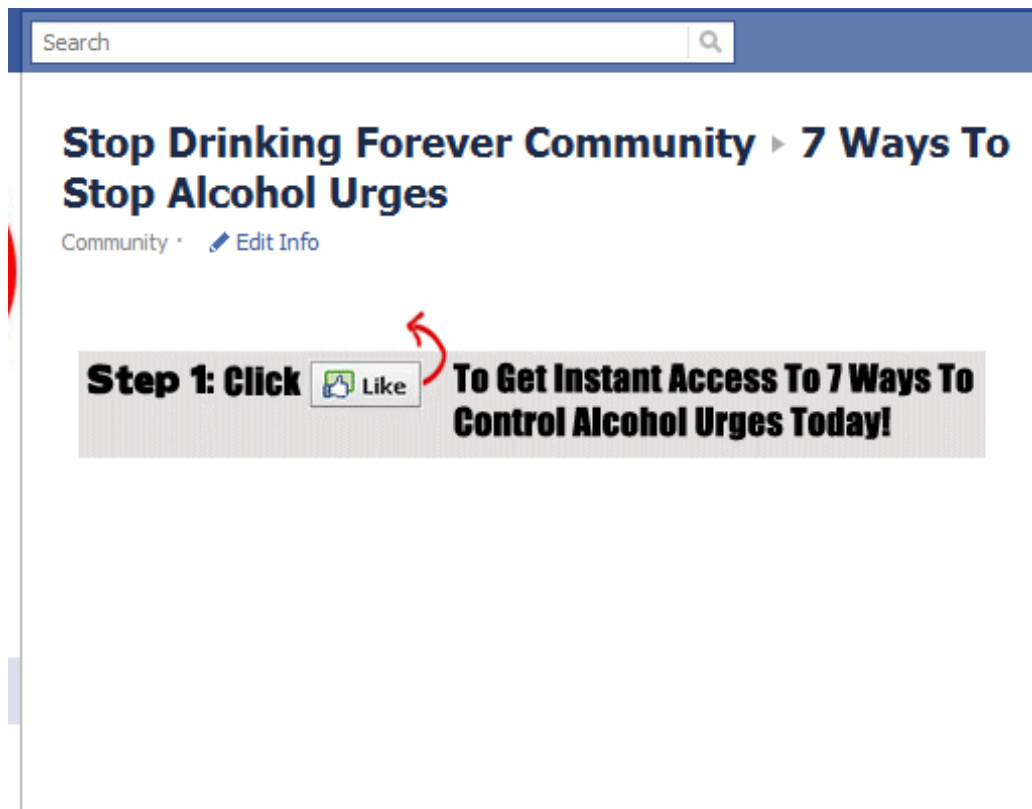 Search
Stop Drinking Forever Community ▸ 7 Ways To
Stop Alcohol Urges
Community · Edit Info
Step 1: Click Like To Get Instant Access To 7 Ways To
Control Alcohol Urges Today!